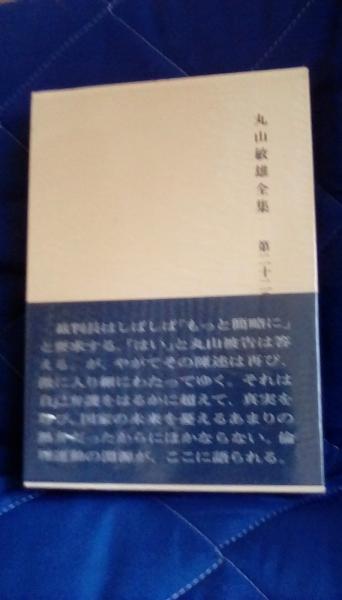 丸山敏雄全集 第二十二
「裁判長はしばしば「もっと簡略に」
と要求する。「はい」と丸山被告は答
える。が、やがてその陳述は再び、
微に入り細にわたってゆく。それは
自己弁護をはるかに超えて、真実を
び、国家の未来を憂えるあまりの
だったからにほかならない。倫
理運動の淵源が、ここに語られる。